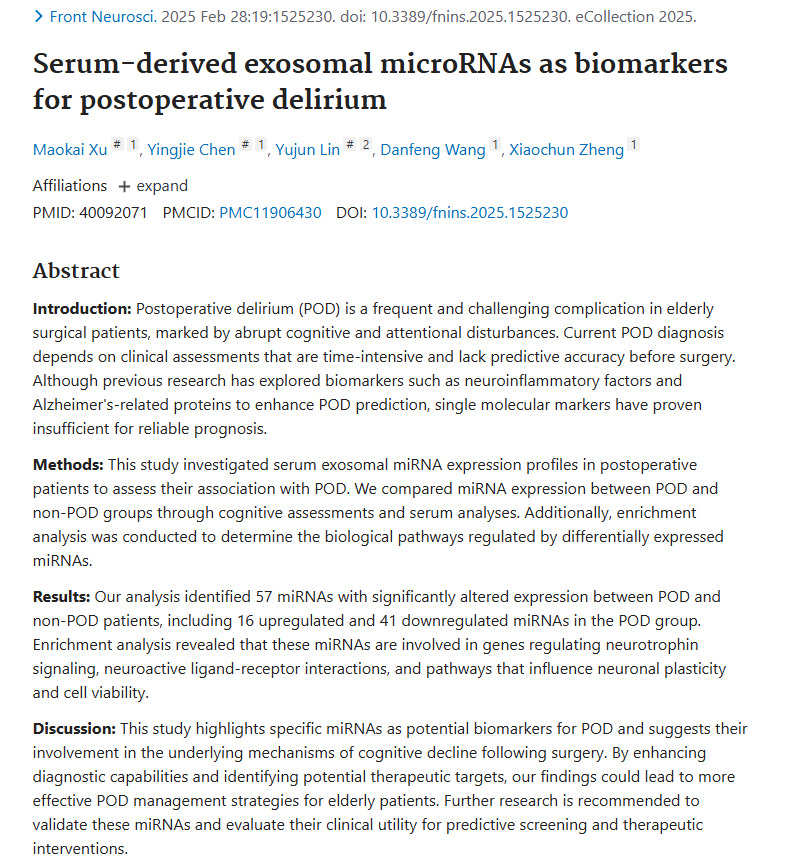 Front Neurosci. 2025 Feb 28:19:1525230. doi: 10.3389/fnins.2025.1525230. eCollection 2025.
Serum-derived exosomal microRNAs as biomarkers
for postoperative delirium
Maokai Xu # 1, Yingjie Chen # 1, Yujun Lin # 2, Danfeng Wang 1, Xiaochun Zheng 1
Affiliations + expand
PMID: 40092071 PMCID: PMC11906430 DOI: 10.3389/fnins.2025.1525230
Abstract
Introduction: Postoperative delirium (POD) is a frequent and challenging complication in elderly
surgical patients, marked by abrupt cognitive and attentional disturbances. Current POD diagnosis
depends on clinical assessments that are time-intensive and lack predictive accuracy before surgery.
Although previous research has explored biomarkers such as neuroinflammatory factors and
Alzheimer's-related proteins to enhance POD prediction, single molecular markers have proven
insufficient for reliable prognosis.
Methods: This study investigated serum exosomal miRNA expression profiles in postoperative
patients to assess their association with POD. We compared miRNA expression between POD and
non-POD groups through cognitive assessments and serum analyses. Additionally, enrichment
analysis was conducted to determine the biological pathways regulated by differentially expressed
miRNAs.
Results: Our analysis identified 57 miRNAs with significantly altered expression between POD and
non-POD patients, including 16 upregulated and 41 downregulated miRNAs in the POD group.
Enrichment analysis revealed that these miRNAs are involved in genes regulating neurotrophin
signaling, neuroactive ligand-receptor interactions, and pathways that influence neuronal plasticity
and cell viability.
Discussion: This study highlights specific miRNAs as potential biomarkers for POD and suggests their
involvement in the underlying mechanisms of cognitive decline following surgery. By enhancing
diagnostic capabilities and identifying potential therapeutic targets, our findings could lead to more
effective POD management strategies for elderly patients. Further research is recommended to
validate these miRNAs and evaluate their clinical utility for predictive screening and therapeutic
interventions.